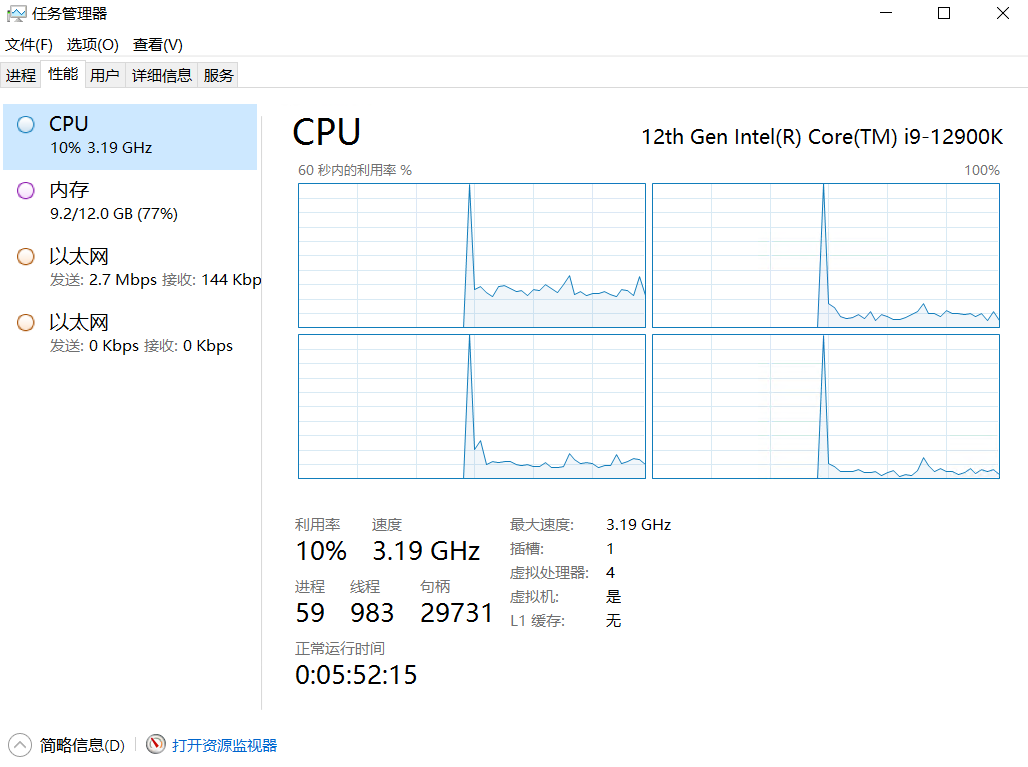 任务管理器
文件(F) 选项(O) 查看(V)
进程 性能 用户 详细信息 服务
CPU
10% 3.19 GHz
内存
9.2/12.0 GB (77%)
以太网
发送: 2.7 Mbps 接收: 144 Kbp
以太网
发送: 0 Kbps 接收: 0 Kbps
CPU 12th Gen Intel(R) Core(TM) i9-12900K
60 秒内的利用率 % 100%
利用率 速度
10% 3.19 GHz
进程 线程 句柄
59 983 29731
正常运行时间
0:05:52:15
最大速度: 3.19 GHz
插槽: 1
虚拟处理器: 4
虚拟机: 是
L1 缓存: 无
简略信息(D) 打开资源监视器